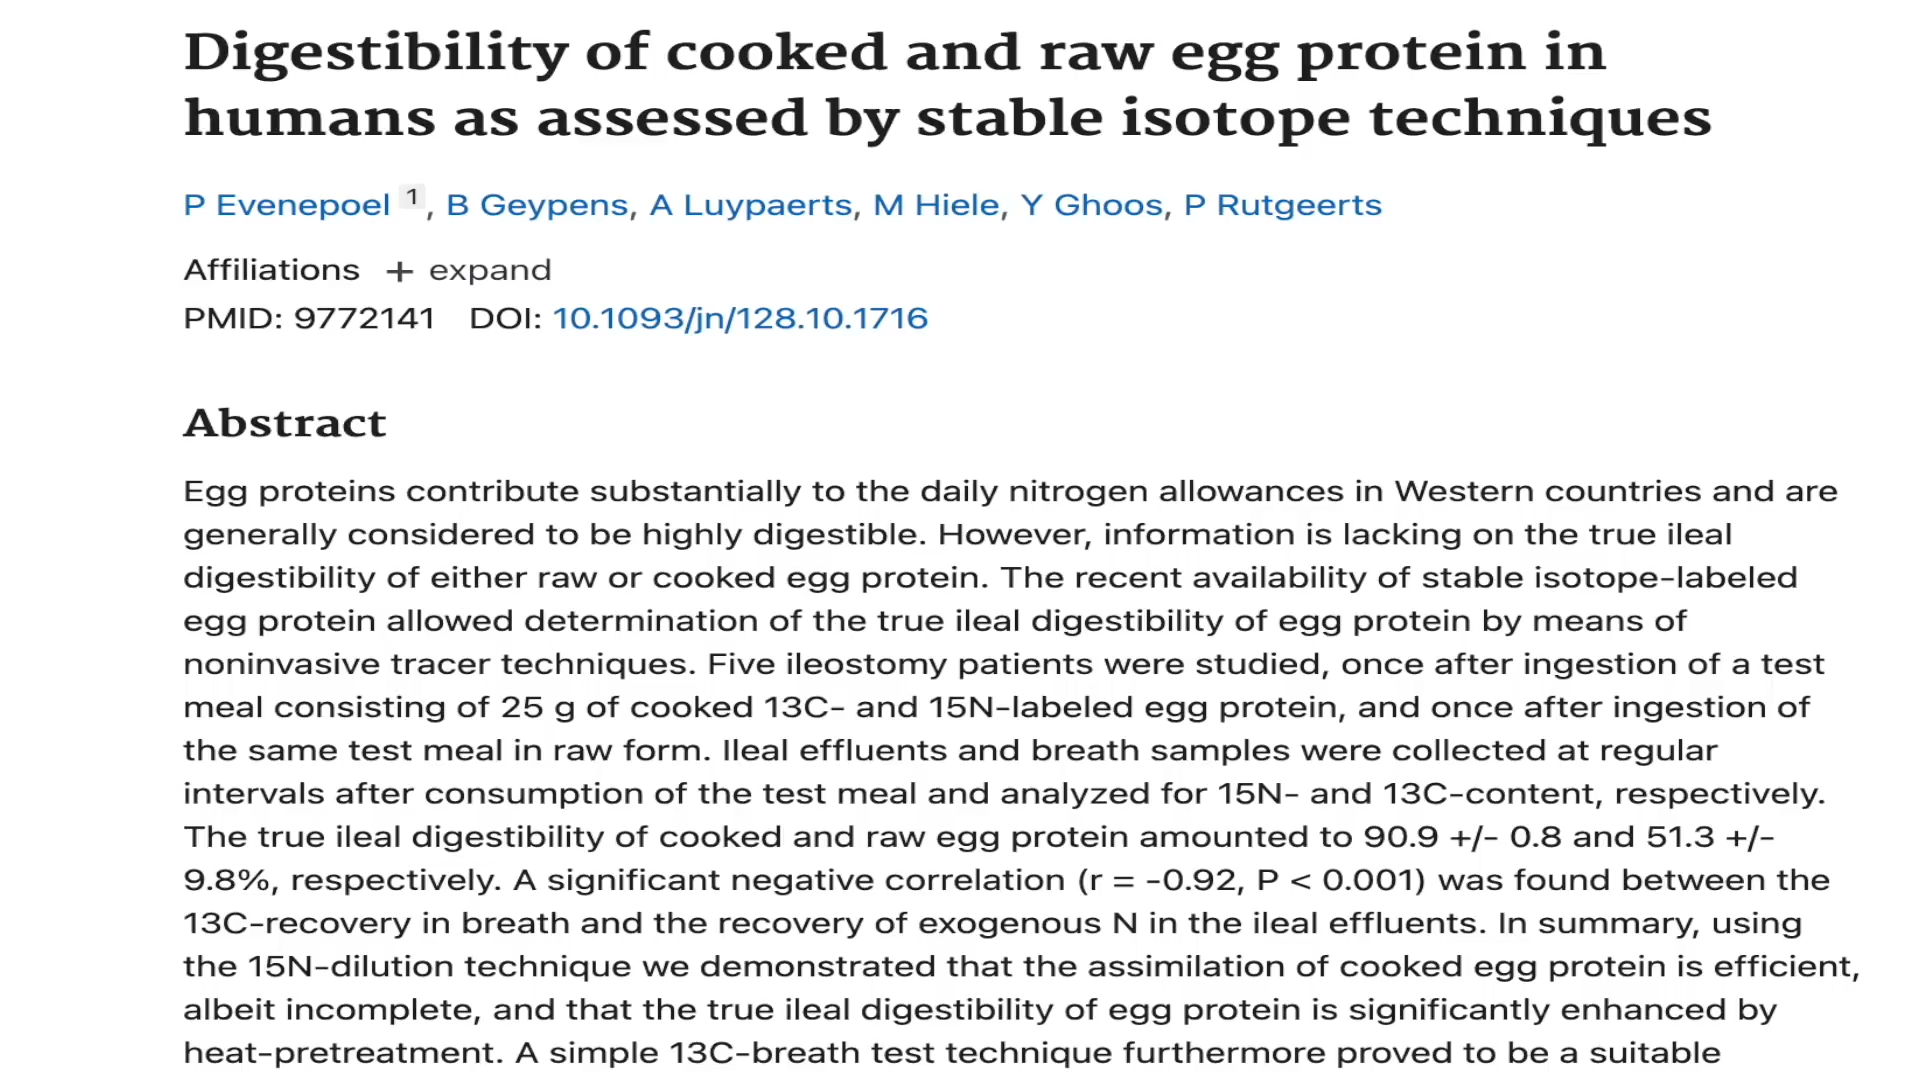 Digestibility of cooked and raw egg protein in
humans as assessed by stable isotope techniques
P Evenepoel 1, B Geypens, A Luypaerts, M Hiele, Y Ghoos, P Rutgeerts
Affiliations + expand
PMID: 9772141 DOI: 10.1093/jn/128.10.1716
Abstract
Egg proteins contribute substantially to the daily nitrogen allowances in Western countries and are
generally considered to be highly digestible. However, information is lacking on the true ileal
digestibility of either raw or cooked egg protein. The recent availability of stable isotope-labeled
egg protein allowed determination of the true ileal digestibility of egg protein by means of
noninvasive tracer techniques. Five ileostomy patients were studied, once after ingestion of a test
meal consisting of 25 g of cooked 13C- and 15N-labeled egg protein, and once after ingestion of
the same test meal in raw form. Ileal effluents and breath samples were collected at regular
intervals after consumption of the test meal and analyzed for 15N- and 13C-content, respectively.
The true ileal digestibility of cooked and raw egg protein amounted to 90.9 +/- 0.8 and 51.3 +/-
9.8%, respectively. A significant negative correlation (r = -0.92, P < 0.001) was found between the
13C-recovery in breath and the recovery of exogenous N in the ileal effluents. In summary, using
the 15N-dilution technique we demonstrated that the assimilation of cooked egg protein is efficient,
albeit incomplete, and that the true ileal digestibility of egg protein is significantly enhanced by
heat-pretreatment. A simple 13C-breath test technique furthermore proved to be a suitable